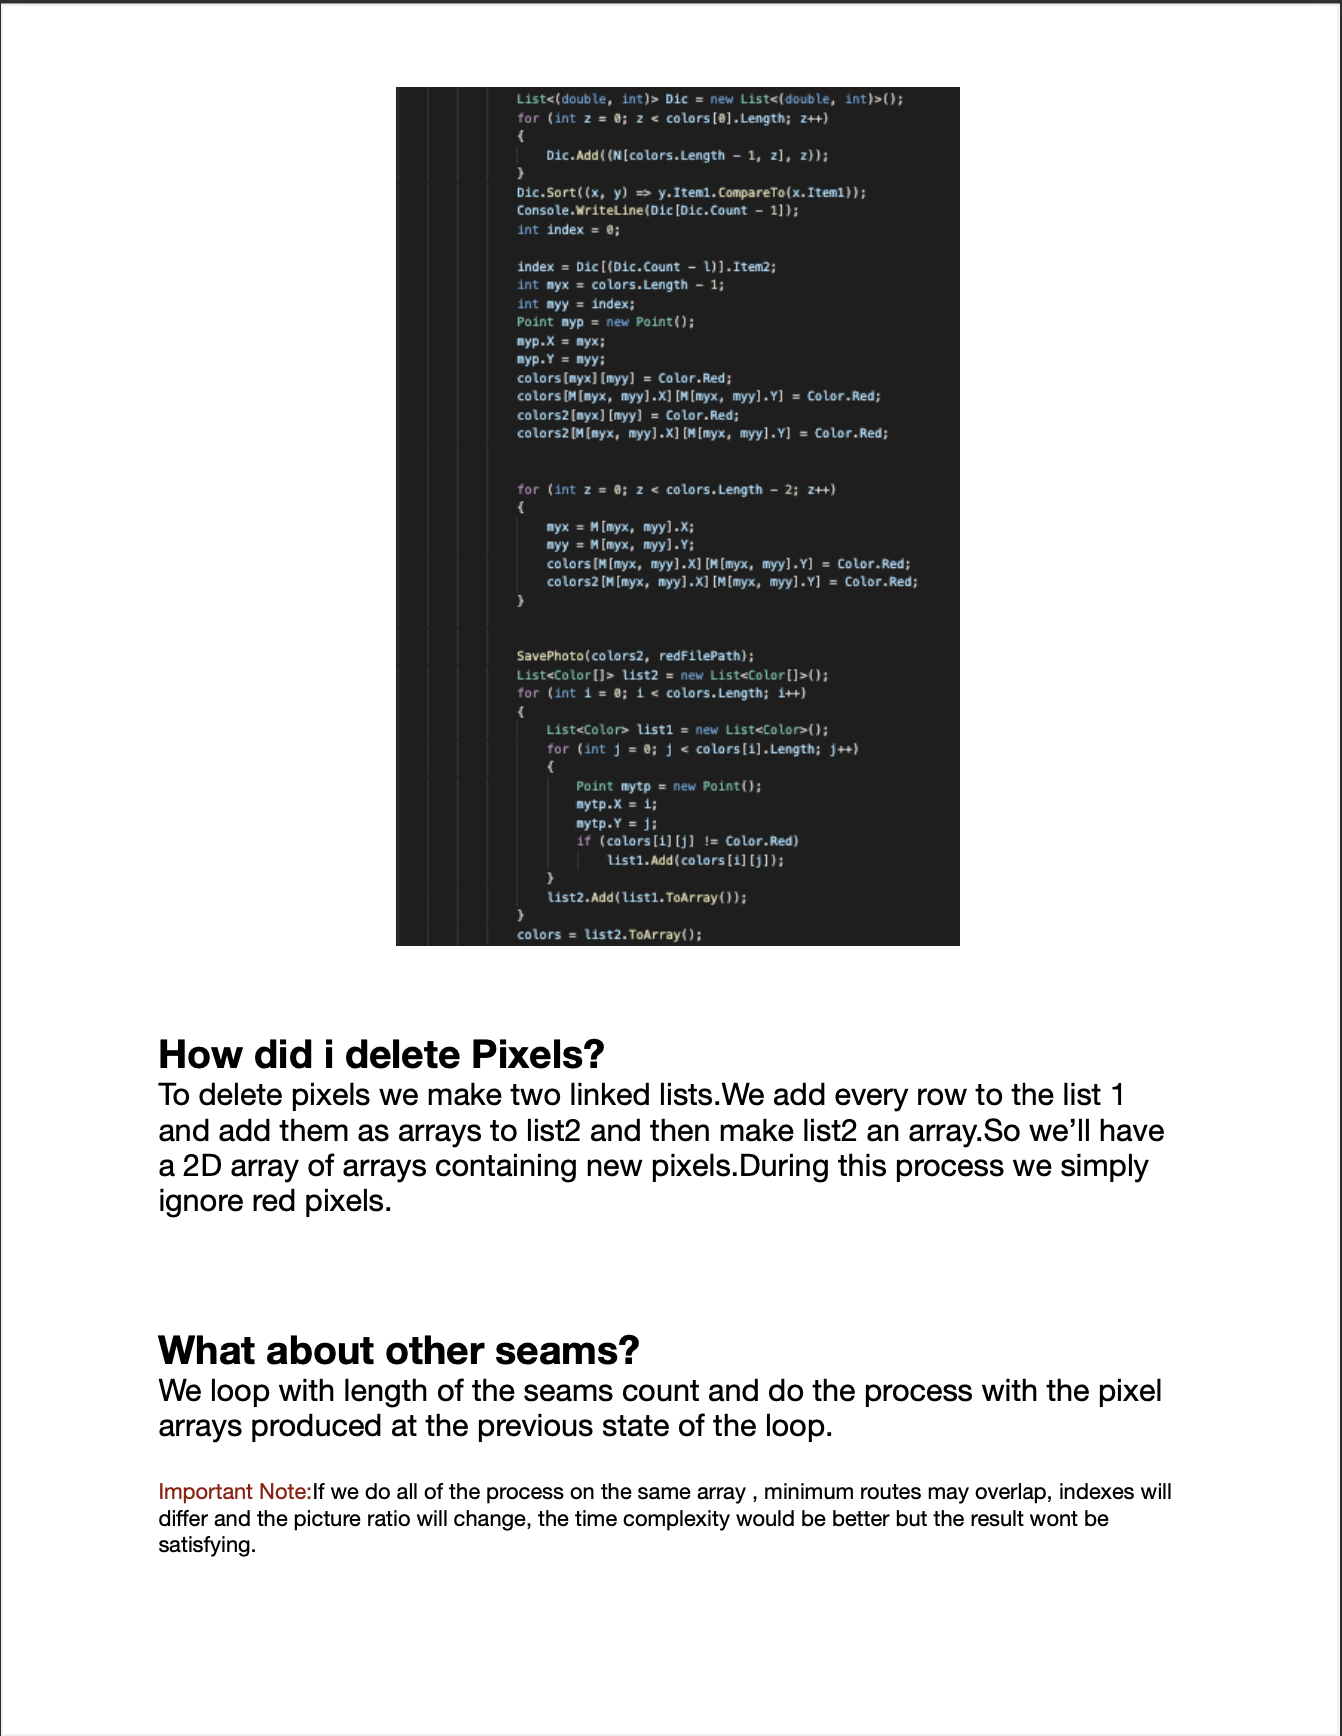 List<(double, int)> Dic = new List<(double, int)>();
for (int z = 0; z < colors[0].Length; z++)
{
Dic.Add((N[colors.Length - 1, z], z));
}
Dic.Sort((x, y) => y.Item1.CompareTo(x.Item1));
Console.WriteLine(Dic[Dic.Count - 1]);
int index = 0;
index = Dic[(Dic.Count - l)].Item2;
int myx = colors.Length - 1;
int myy = index;
Point myp = new Point();
myp.X = myx;
myp.Y = myy;
colors[myx][myy] = Color.Red;
colors[M[myx, myy].X][M[myx, myy].Y] = Color.Red;
colors2[myx][myy] = Color.Red;
colors2[M[myx, myy].X][M[myx, myy].Y] = Color.Red;
for (int z = 0; z < colors.Length - 2; z++)
{
myx = M[myx, myy].X;
myy = M[myx, myy].Y;
colors[M[myx, myy].X][M[myx, myy].Y] = Color.Red;
colors2[M[myx, myy].X][M[myx, myy].Y] = Color.Red;
}
SavePhoto(colors2, redFilePath);
List<Color[]> list2 = new List<Color[]>();
for (int i = 0; i < colors.Length; i++)
{
List<Color> list1 = new List<Color>();
for (int j = 0; j < colors[i].Length; j++)
{
Point mytp = new Point();
mytp.X = i;
mytp.Y = j;
if (colors[i][j] != Color.Red)
list1.Add(colors[i][j]);
}
list2.Add(list1.ToArray());
}
colors = list2.ToArray();
How did i delete Pixels?
To delete pixels we make two linked lists.We add every row to the list 1
and add them as arrays to list2 and then make list2 an array.So we’ll have
a 2D array of arrays containing new pixels.During this process we simply
ignore red pixels.
What about other seams?
We loop with length of the seams count and do the process with the pixel
arrays produced at the previous state of the loop.
Important Note:If we do all of the process on the same array , minimum routes may overlap, indexes will
differ and the picture ratio will change, the time complexity would be better but the result wont be
satisfying.